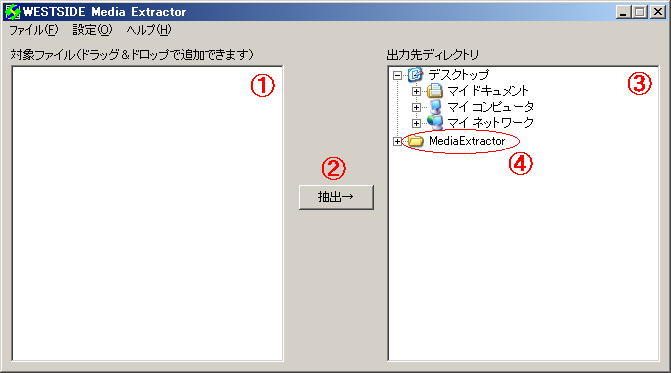 WESTSIDE Media Extractor
ファイル(F) 設定(O) ヘルプ(H)
対象ファイル(ドラッグ＆ドロップで追加できます)
①
出力先ディレクトリ
③
デスクトップ
マイ ドキュメント
マイ コンピュータ
マイ ネットワーク
MediaExtractor
④
②
抽出→